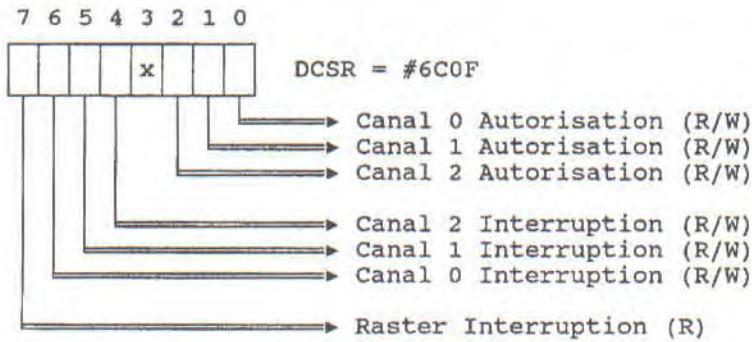 7 6 5 4 3 2 1 0
x DCSR = #6C0F
Canal 0 Autorisation (R/W)
Canal 1 Autorisation (R/W)
Canal 2 Autorisation (R/W)
Canal 2 Interruption (R/W)
Canal 1 Interruption (R/W)
Canal 0 Interruption (R/W)
Raster Interruption (R)